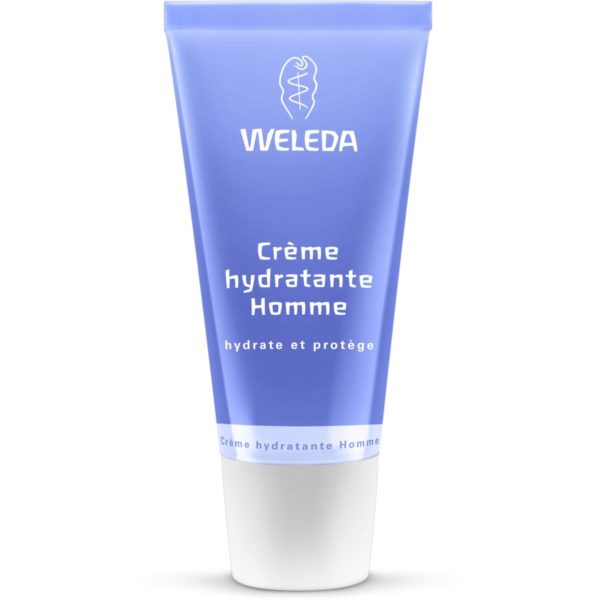 WELEDA
Crème
hydratante
Homme
hydrate et protège
Crème hydratante Homme